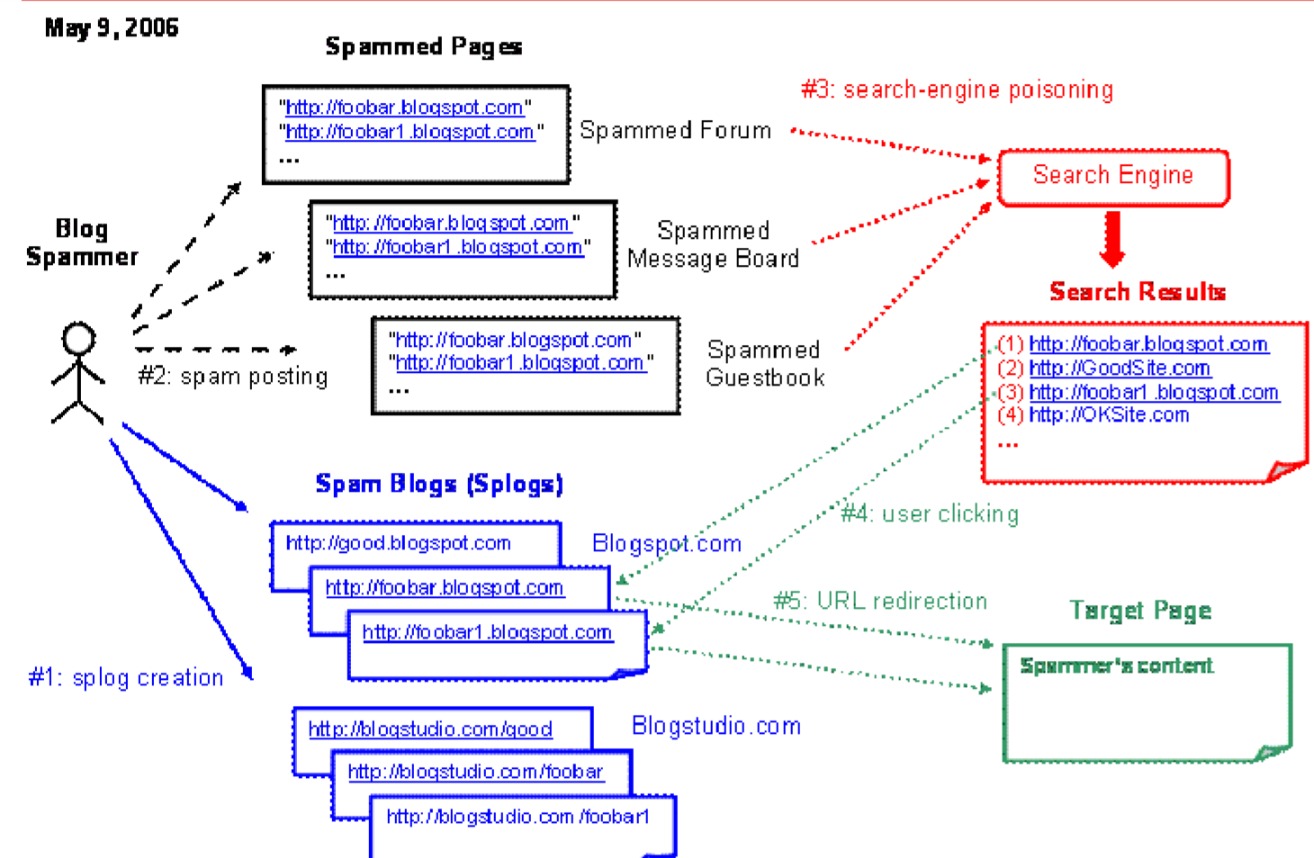 May 9, 2006
Spammed Pages
"http://foobar.blogspot.com"
"http://foobar1.blogspot.com"
...
Spammed Forum
#3: search-engine poisoning
Search Engine
Blog
Spammer
"http://foobar.blogspot.com"
"http://foobar1.blogspot.com"
...
Spammed
Message Board
Search Results
"http://foobar.blogspot.com"
"http://foobar1.blogspot.com"
...
Spammed
Guestbook
#2: spam posting
(1) http://foobar.blogspot.com
(2) http://GoodSite.com
(3) http://foobar1.blogspot.com
(4) http://OKSite.com
...
Spam Blogs (Splogs)
#4: user clicking
http://good.blogspot.com
Blogspot.com
http://foobar.blogspot.com
http://foobar1.blogspot.com
#5: URL redirection
Target Page
Spammer's content
#1: splog creation
http://blogstudio.com/good
Blogstudio.com
http://blogstudio.com/foobar
http://blogstudio.com/foobar1